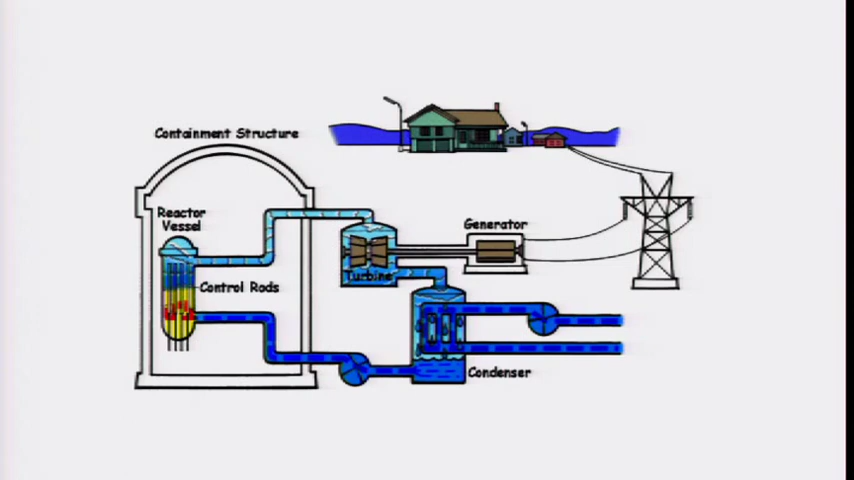 Containment Structure
Reactor
Vessel
Generator
Turbine
Control Rods
Condenser